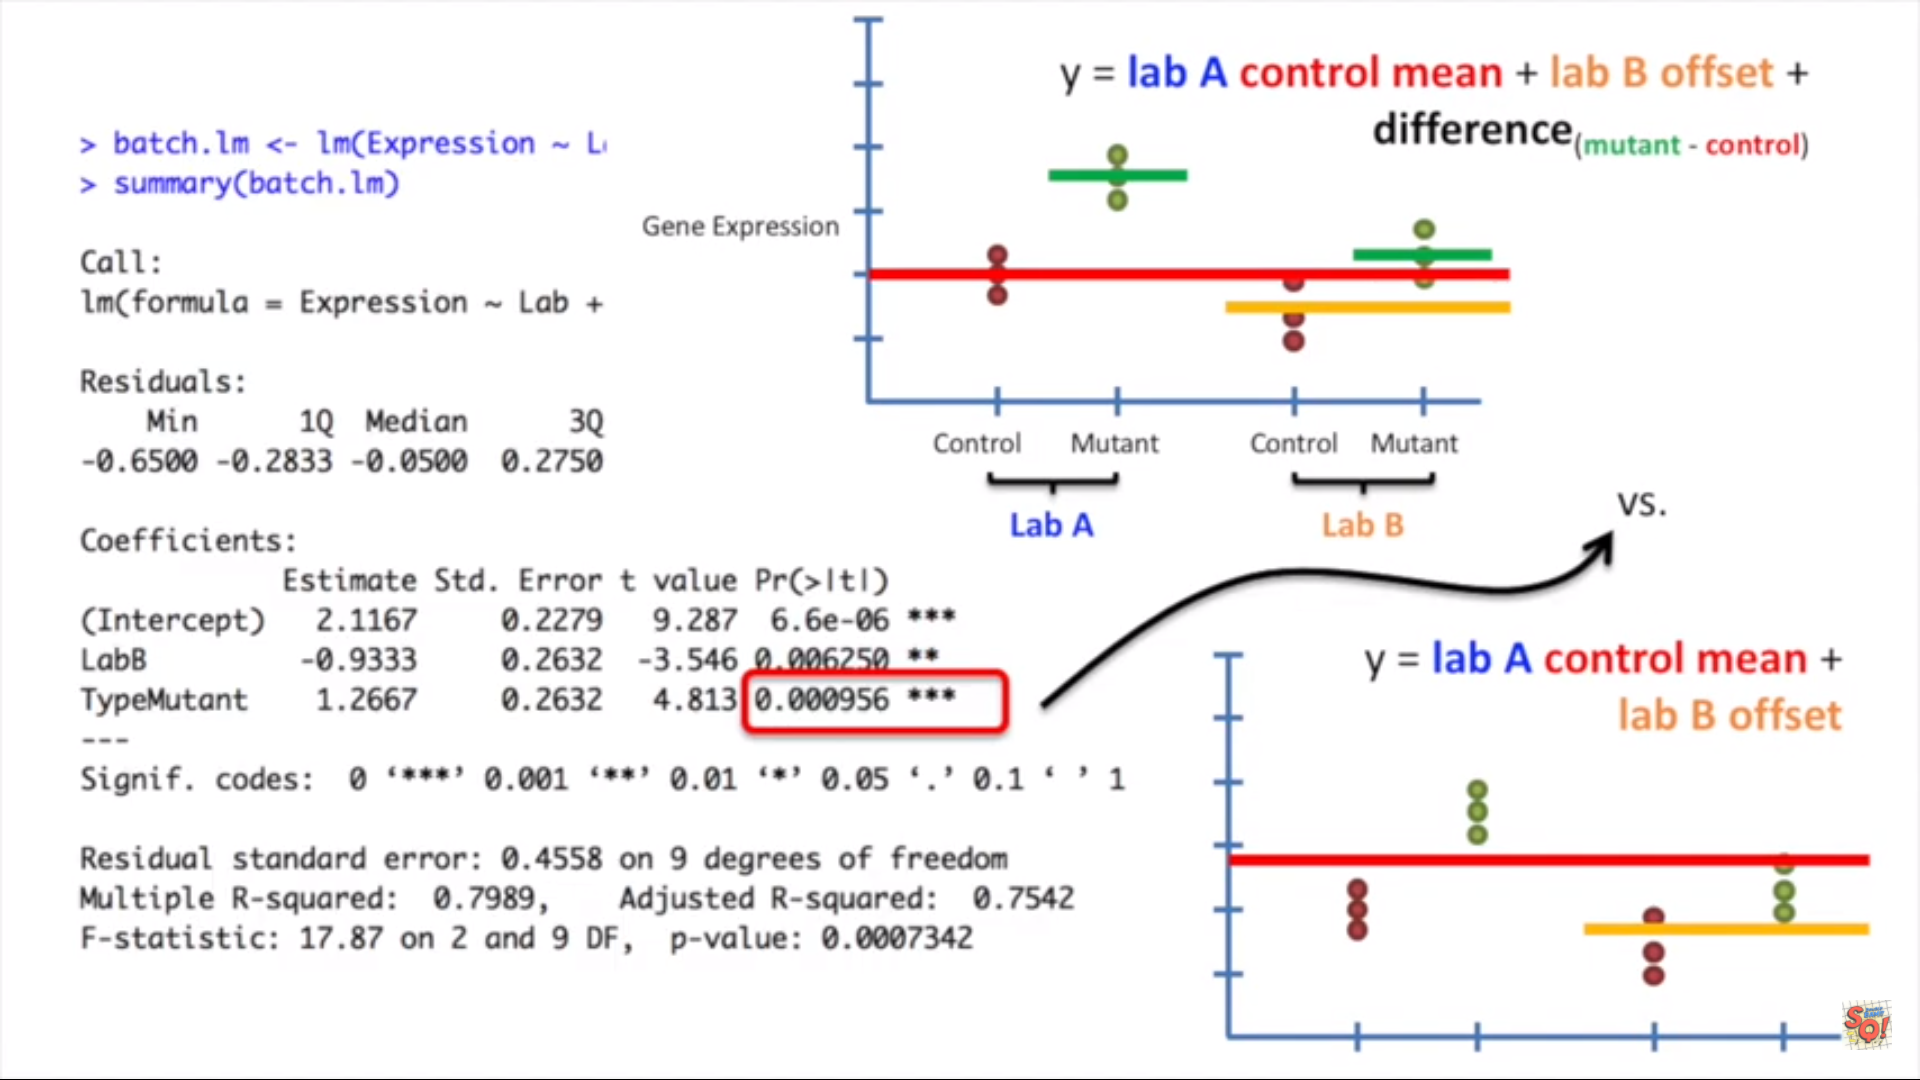 > batch.lm <- lm(Expression ~ L
> summary(batch.lm)
Call:
lm(formula = Expression ~ Lab +
Residuals:
Min 1Q Median 3Q
-0.6500 -0.2833 -0.0500 0.2750
Coefficients:
Estimate Std. Error t value Pr(>|t|)
(Intercept) 2.1167 0.2279 9.287 6.6e-06 ***
LabB -0.9333 0.2632 -3.546 0.006250 **
TypeMutant 1.2667 0.2632 4.813 0.000956 ***
---
Signif. codes: 0 ‘***’ 0.001 ‘**’ 0.01 ‘*’ 0.05 ‘.’ 0.1 ‘ ’ 1
Residual standard error: 0.4558 on 9 degrees of freedom
Multiple R-squared: 0.7989, Adjusted R-squared: 0.7542
F-statistic: 17.87 on 2 and 9 DF, p-value: 0.0007342
y = lab A control mean + lab B offset +
difference(mutant - control)
Gene Expression
Control Mutant Control Mutant
Lab A Lab B
vs.
y = lab A control mean +
lab B offset
SQ!